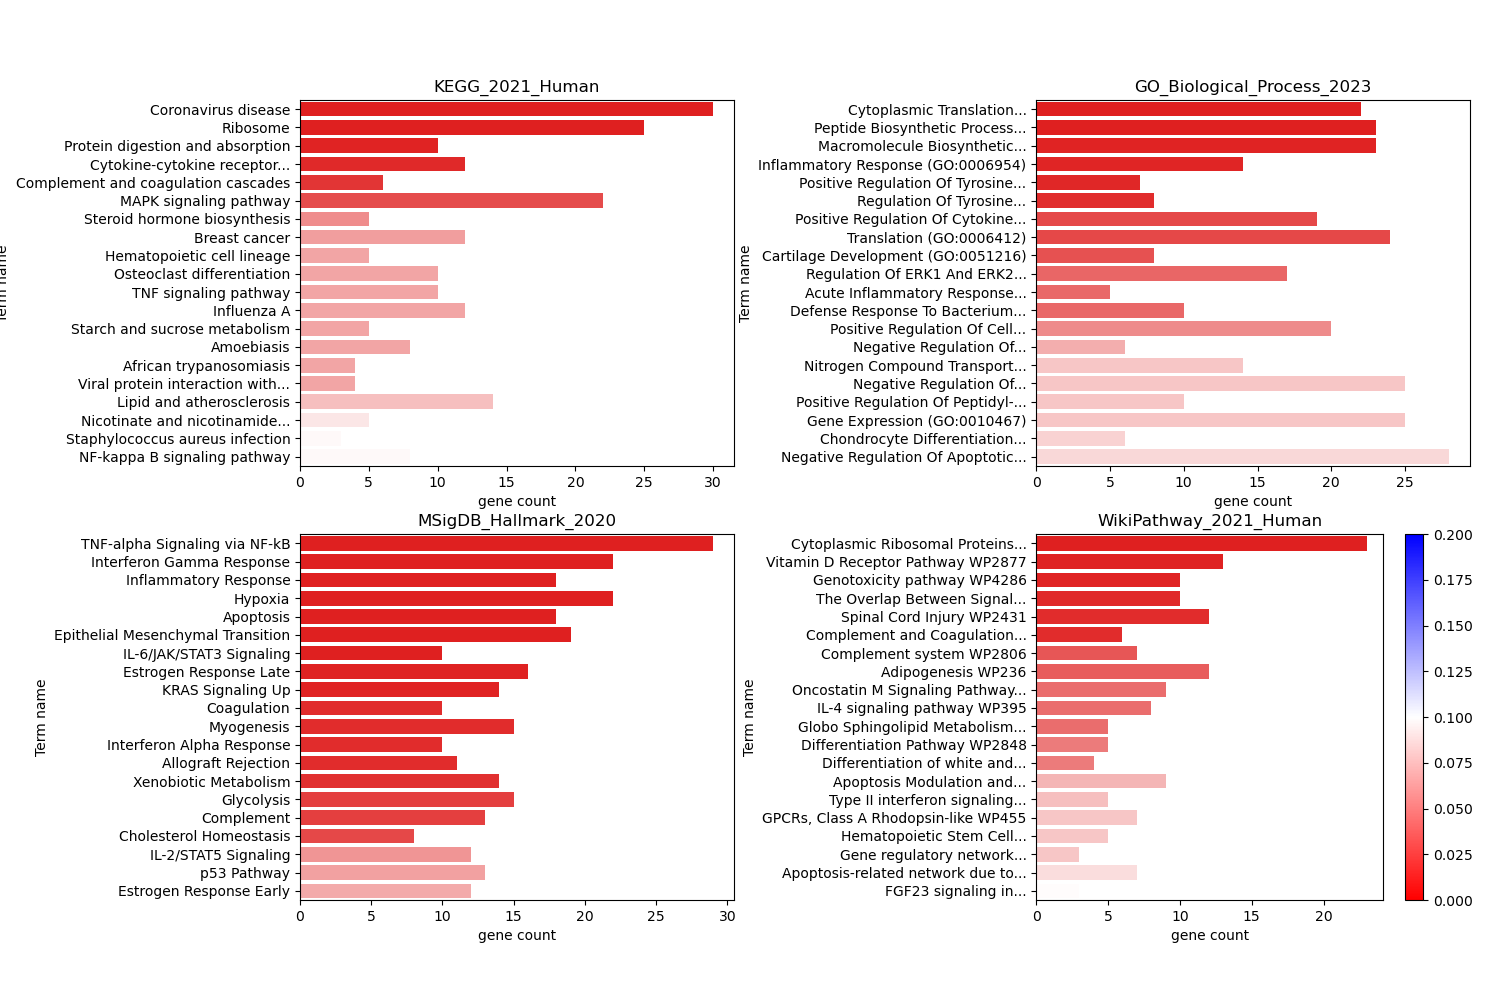 KEGG_2021_Human
Coronavirus disease
Ribosome
Protein digestion and absorption
Cytokine-cytokine receptor...
Complement and coagulation cascades
MAPK signaling pathway
Steroid hormone biosynthesis
Breast cancer
Hematopoietic cell lineage
Osteoclast differentiation
TNF signaling pathway
Influenza A
Starch and sucrose metabolism
Amoebiasis
African trypanosomiasis
Viral protein interaction with...
Lipid and atherosclerosis
Nicotinate and nicotinamide...
Staphylococcus aureus infection
NF-kappa B signaling pathway
Term name
0 5 10 15 20 25 30
gene count
GO_Biological_Process_2023
Cytoplasmic Translation...
Peptide Biosynthetic Process...
Macromolecule Biosynthetic...
Inflammatory Response (GO:0006954)
Positive Regulation Of Tyrosine...
Regulation Of Tyrosine...
Positive Regulation Of Cytokine...
Translation (GO:0006412)
Cartilage Development (GO:0051216)
Regulation Of ERK1 And ERK2...
Acute Inflammatory Response...
Defense Response To Bacterium...
Positive Regulation Of Cell...
Negative Regulation Of...
Nitrogen Compound Transport...
Negative Regulation Of...
Positive Regulation Of Peptidyl-...
Gene Expression (GO:0010467)
Chondrocyte Differentiation...
Negative Regulation Of Apoptotic...
Term name
0 5 10 15 20 25
gene count
MSigDB_Hallmark_2020
TNF-alpha Signaling via NF-kB
Interferon Gamma Response
Inflammatory Response
Hypoxia
Apoptosis
Epithelial Mesenchymal Transition
IL-6/JAK/STAT3 Signaling
Estrogen Response Late
KRAS Signaling Up
Coagulation
Myogenesis
Interferon Alpha Response
Allograft Rejection
Xenobiotic Metabolism
Glycolysis
Complement
Cholesterol Homeostasis
IL-2/STAT5 Signaling
p53 Pathway
Estrogen Response Early
Term name
0 5 10 15 20 25 30
gene count
WikiPathway_2021_Human
Cytoplasmic Ribosomal Proteins...
Vitamin D Receptor Pathway WP2877
Genotoxicity pathway WP4286
The Overlap Between Signal...
Spinal Cord Injury WP2431
Complement and Coagulation...
Complement system WP2806
Adipogenesis WP236
Oncostatin M Signaling Pathway...
IL-4 signaling pathway WP395
Globo Sphingolipid Metabolism...
Differentiation Pathway WP2848
Differentiation of white and...
Apoptosis Modulation and...
Type II interferon signaling...
GPCRs, Class A Rhodopsin-like WP455
Hematopoietic Stem Cell...
Gene regulatory network...
Apoptosis-related network due to...
FGF23 signaling in...
Term name
0 5 10 15 20
gene count
0.200
0.175
0.150
0.125
0.100
0.075
0.050
0.025
0.000